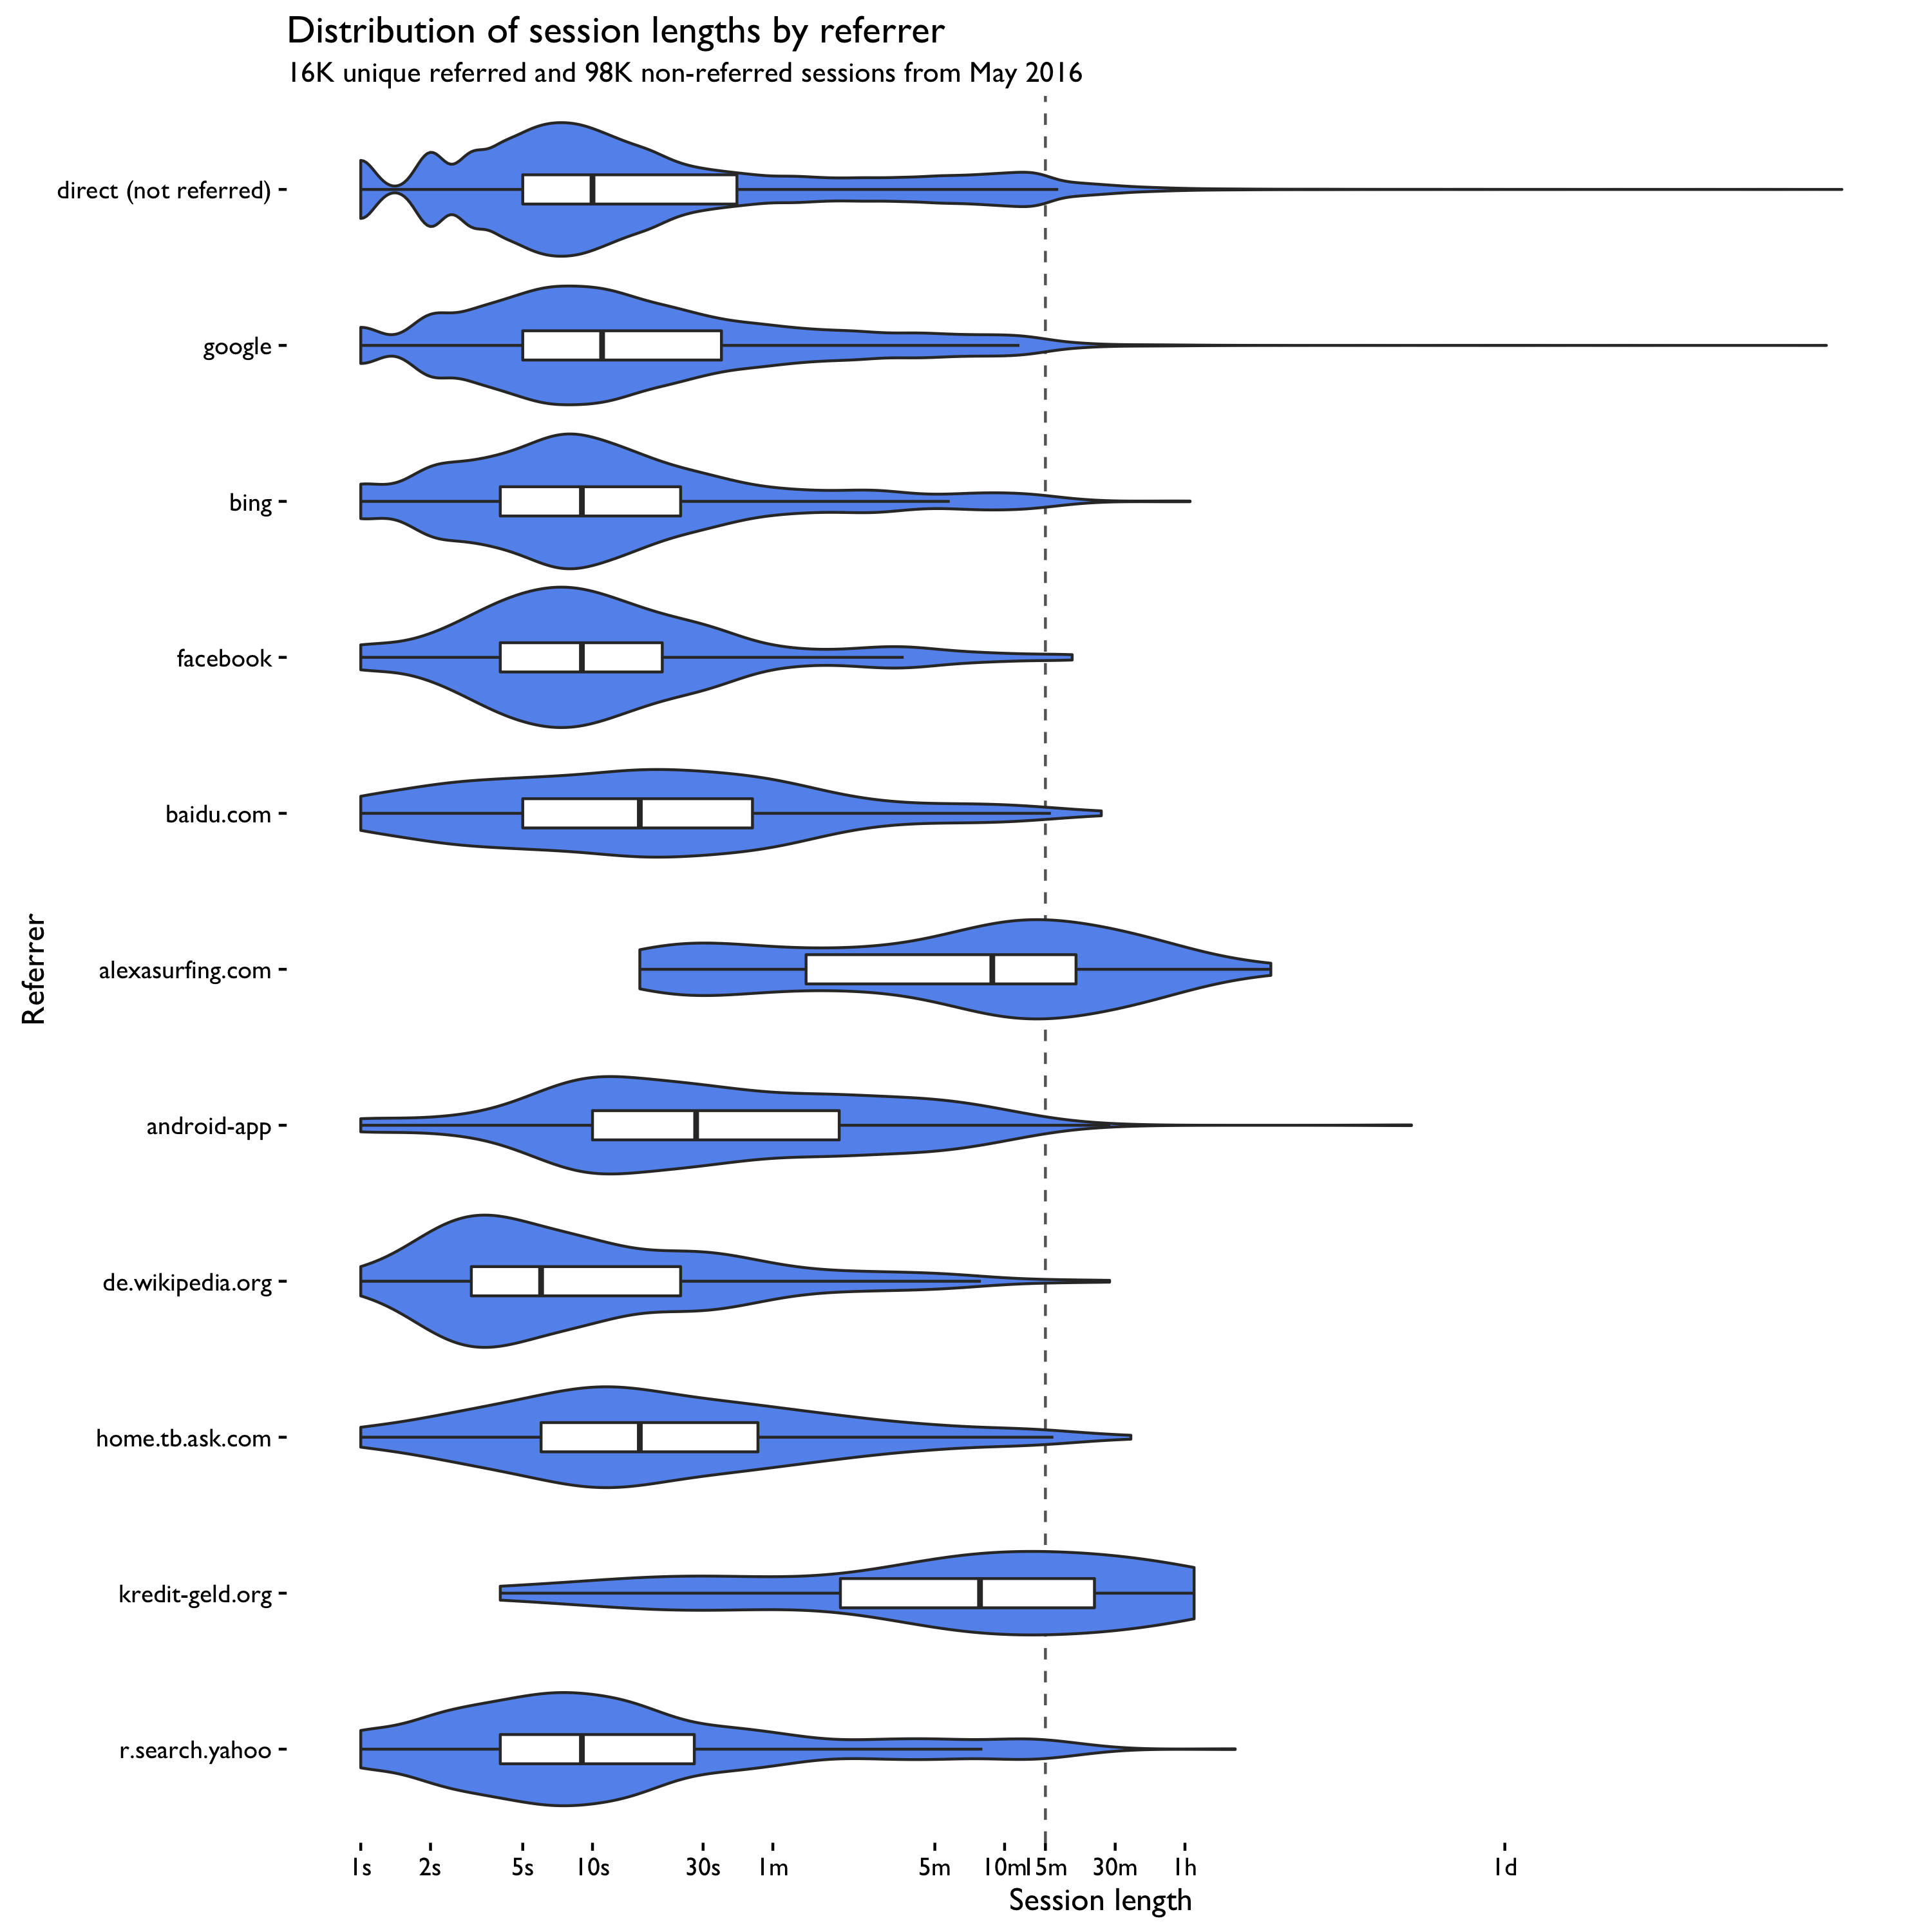 Distribution of session lengths by referrer
16K unique referred and 98K non-referred sessions from May 2016
Referrer
direct (not referred)
google
bing
facebook
baidu.com
alexasurfing.com
android-app
de.wikipedia.org
home.tb.ask.com
kredit-geld.org
r.search.yahoo
1s 2s 5s 10s 30s 1m 5m 10m 15m 30m 1h 1d
Session length